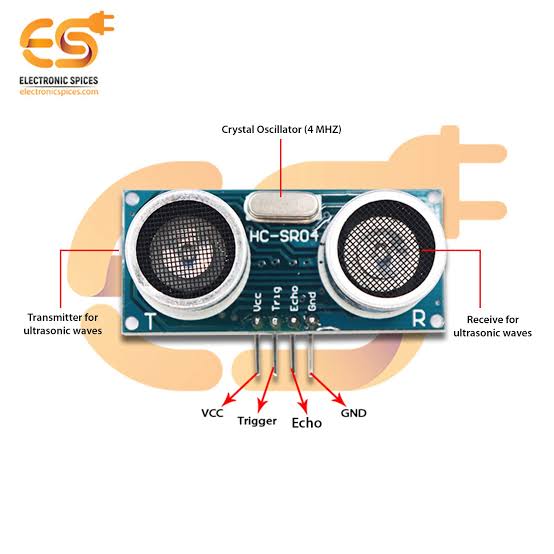 ES
ELECTRONIC SPICES
electronicspices.com
Crystal Oscillator (4 MHZ)
HC-SR04
Transmitter for
ultrasonic waves
Receive for
ultrasonic waves
Vcc
Trig
Echo
Gnd
T
R
VCC
Trigger
Echo
GND